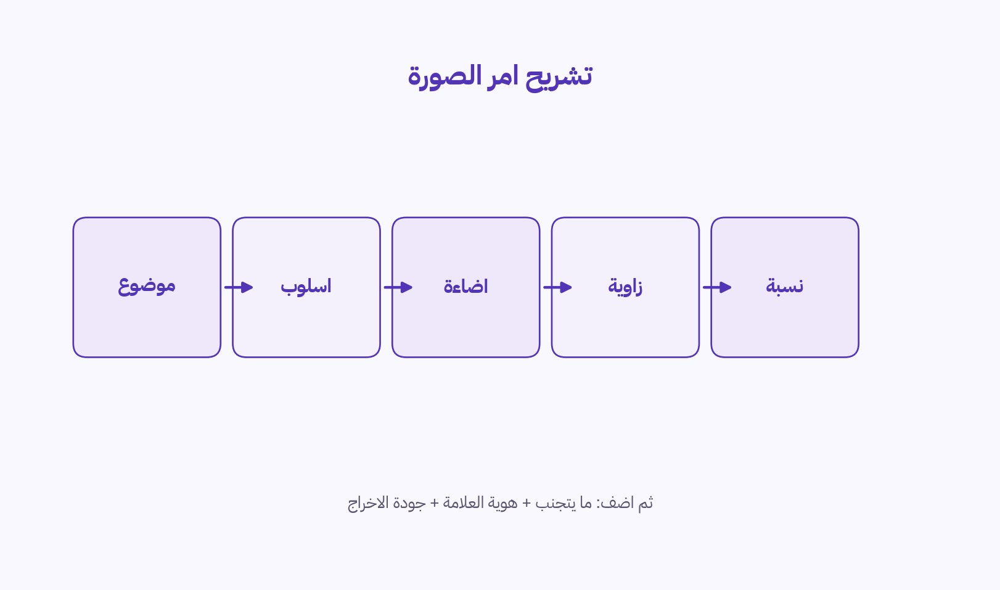 تشريح امر الصورة
موضوع
اسلوب
اضاءة
زاوية
نسبة
ثم اضف: ما يتجنب + هوية العلامة + جودة الاخراج